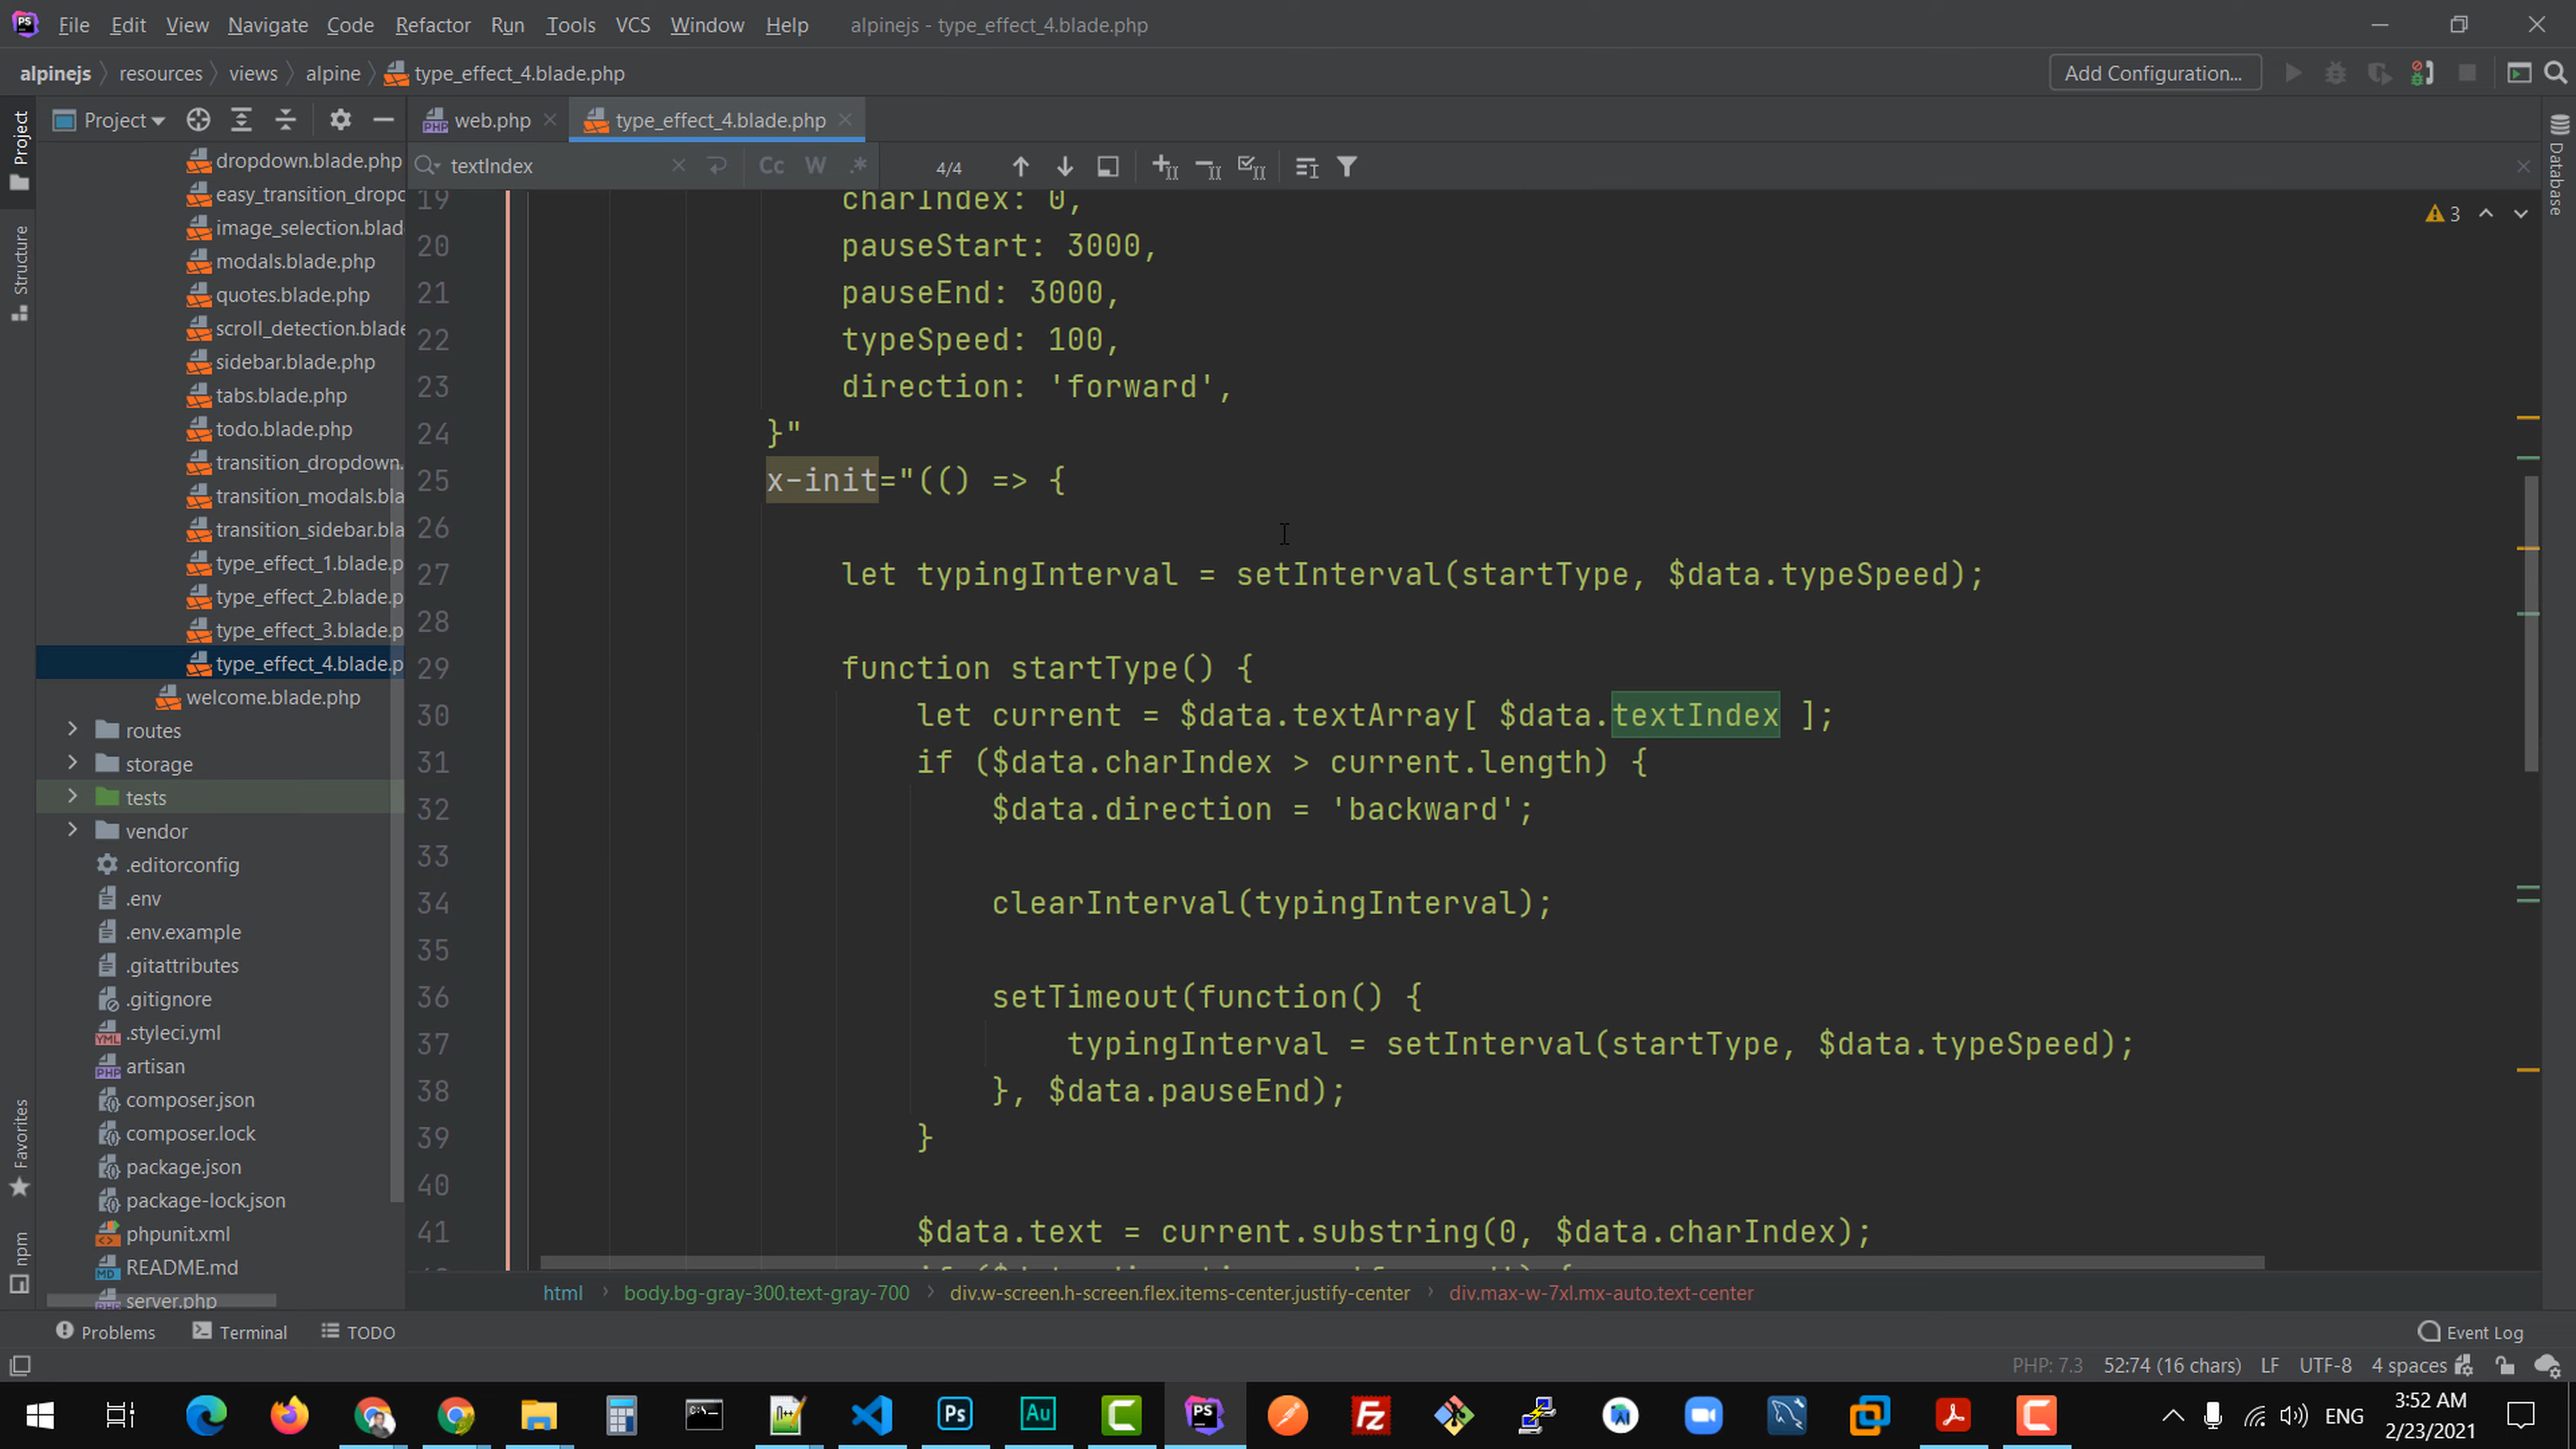 File Edit View Navigate Code Refactor Run Tools VCS Window Help alpinejs - type_effect_4.blade.php
alpinejs resources views alpine type_effect_4.blade.php Add Configuration...
Project web.php type_effect_4.blade.php
textIndex Cc W .* 4/4
3
Project
Structure
Favorites
npm
Database
dropdown.blade.php
easy_transition_dropd
image_selection.blad
modals.blade.php
quotes.blade.php
scroll_detection.blade
sidebar.blade.php
tabs.blade.php
todo.blade.php
transition_dropdown.
transition_modals.bla
transition_sidebar.bla
type_effect_1.blade.p
type_effect_2.blade.p
type_effect_3.blade.p
type_effect_4.blade.p
welcome.blade.php
routes
storage
tests
vendor
.editorconfig
.env
.env.example
.gitattributes
.gitignore
.styleci.yml
artisan
composer.json
composer.lock
package.json
package-lock.json
phpunit.xml
README.md
server.php
19 charIndex: 0,
20 pauseStart: 3000,
21 pauseEnd: 3000,
22 typeSpeed: 100,
23 direction: 'forward',
24 }"
25 x-init="(() => {
26
27 let typingInterval = setInterval(startType, $data.typeSpeed);
28
29 function startType() {
30 let current = $data.textArray[ $data.textIndex ];
31 if ($data.charIndex > current.length) {
32 $data.direction = 'backward';
33
34 clearInterval(typingInterval);
35
36 setTimeout(function() {
37 typingInterval = setInterval(startType, $data.typeSpeed);
38 }, $data.pauseEnd);
39 }
40
41 $data.text = current.substring(0, $data.charIndex);
html body.bg-gray-300.text-gray-700 div.w-screen.h-screen.flex.items-center.justify-center div.max-w-7xl.mx-auto.text-center
Problems Terminal TODO Event Log
PHP: 7.3 52:74 (16 chars) LF UTF-8 4 spaces
ENG 3:52 AM
2/23/2021